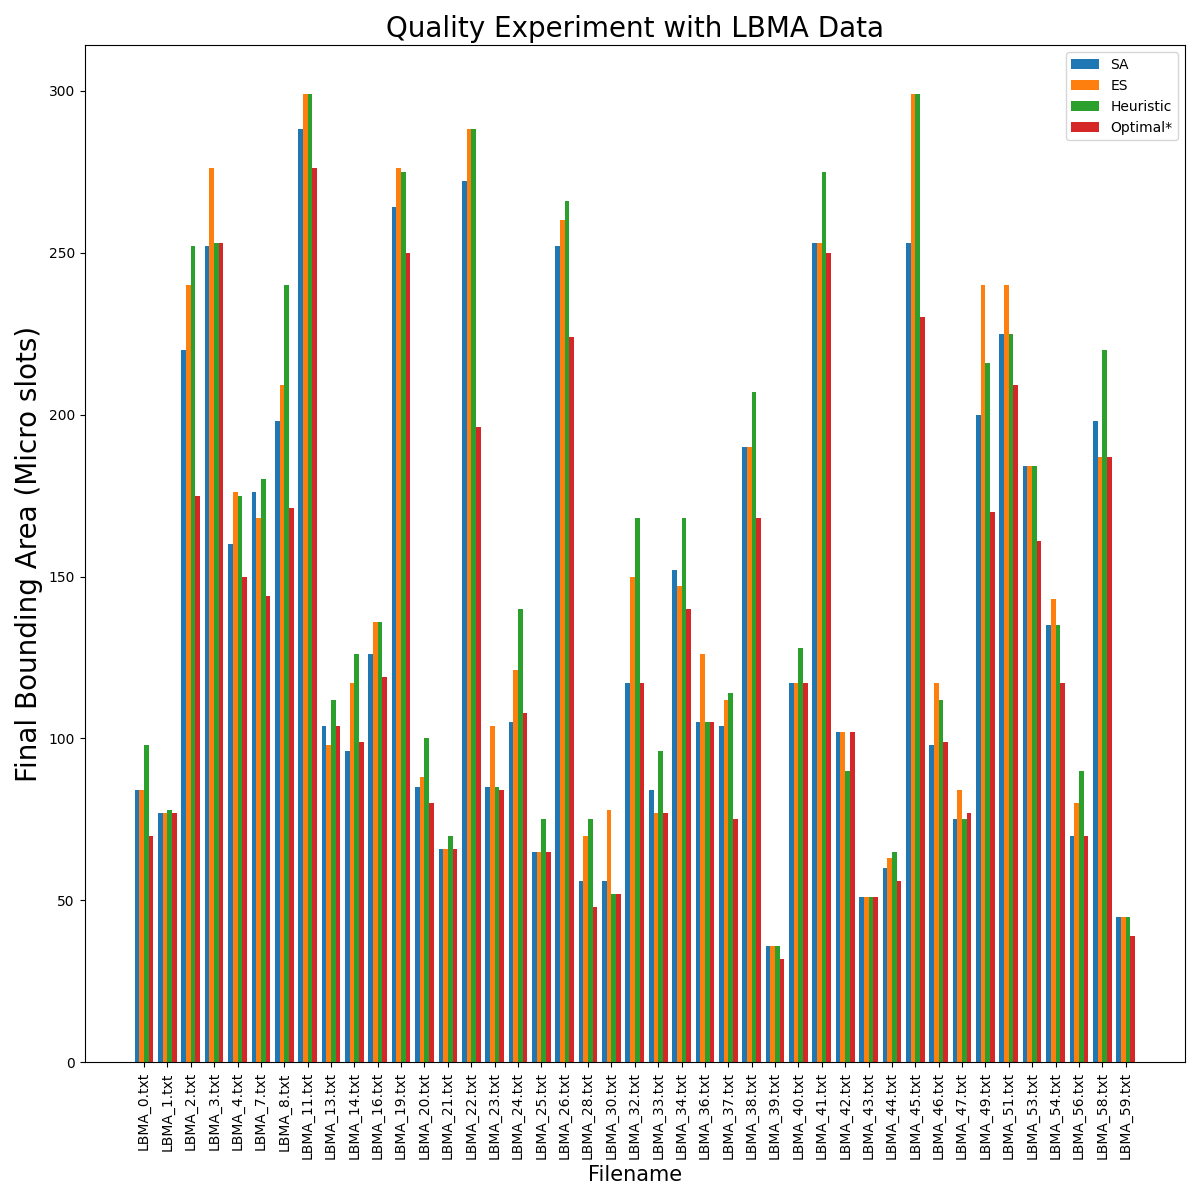 Quality Experiment with LBMA Data
SA
ES
Heuristic
Optimal*
Final Bounding Area (Micro slots)
300
250
200
150
100
50
0
LBMA_0.txt
LBMA_1.txt
LBMA_2.txt
LBMA_3.txt
LBMA_4.txt
LBMA_7.txt
LBMA_8.txt
LBMA_11.txt
LBMA_13.txt
LBMA_14.txt
LBMA_16.txt
LBMA_19.txt
LBMA_20.txt
LBMA_21.txt
LBMA_22.txt
LBMA_23.txt
LBMA_24.txt
LBMA_25.txt
LBMA_26.txt
LBMA_28.txt
LBMA_30.txt
LBMA_32.txt
LBMA_33.txt
LBMA_34.txt
LBMA_36.txt
LBMA_37.txt
LBMA_38.txt
LBMA_39.txt
LBMA_40.txt
LBMA_41.txt
LBMA_42.txt
LBMA_43.txt
LBMA_44.txt
LBMA_45.txt
LBMA_46.txt
LBMA_47.txt
LBMA_49.txt
LBMA_51.txt
LBMA_53.txt
LBMA_54.txt
LBMA_56.txt
LBMA_58.txt
LBMA_59.txt
Filename